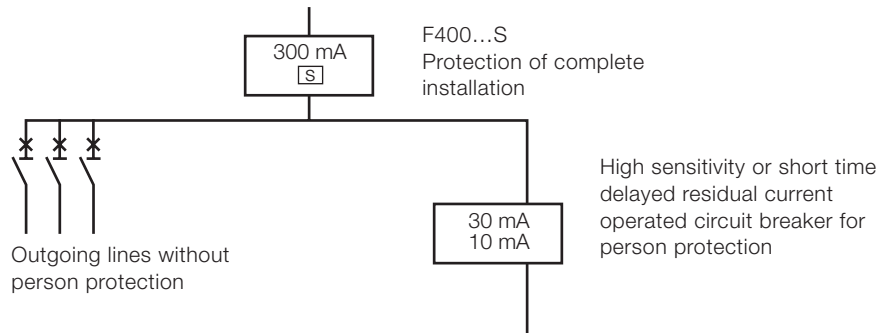 300 mA
S
F400...S
Protection of complete
installation
High sensitivity or short time
delayed residual current
operated circuit breaker for
person protection
30 mA
10 mA
Outgoing lines without
person protection